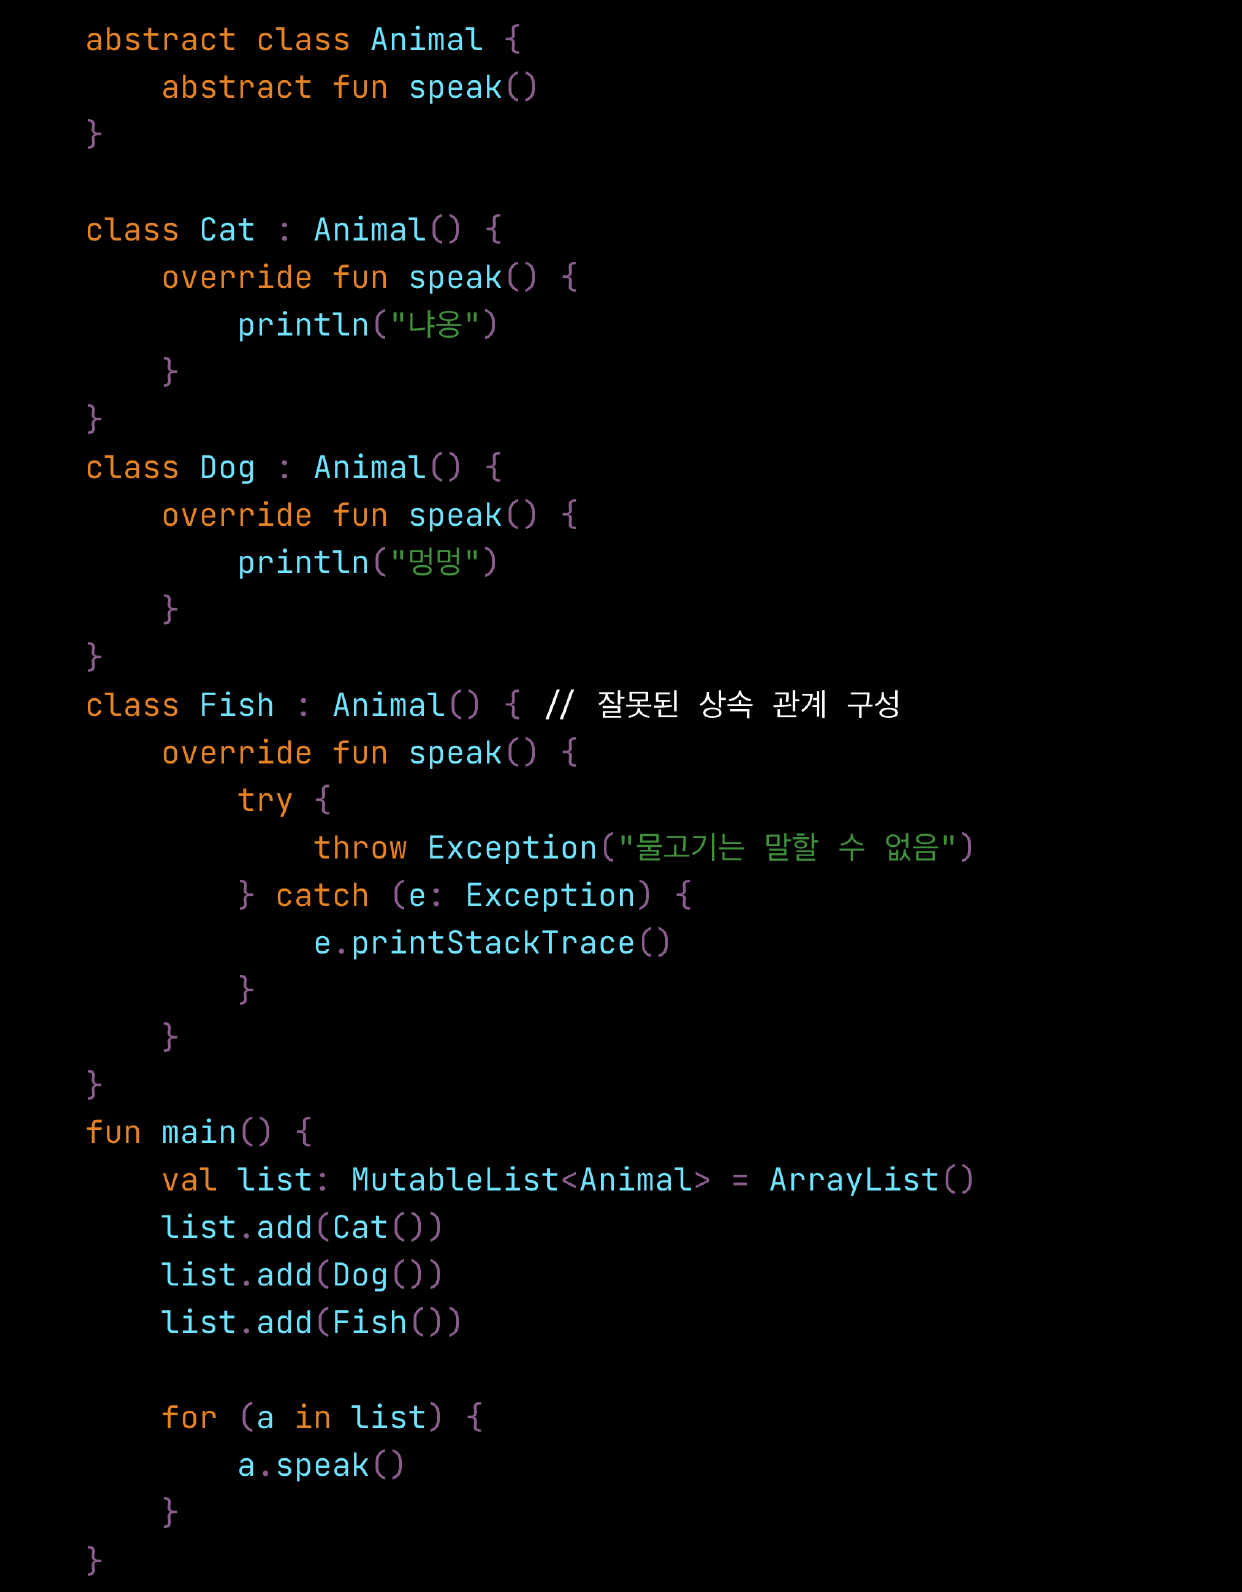 abstract class Animal {
    abstract fun speak()
}

class Cat : Animal() {
    override fun speak() {
        println("냐옹")
    }
}
class Dog : Animal() {
    override fun speak() {
        println("멍멍")
    }
}
class Fish : Animal() { // 잘못된 상속 관계 구성
    override fun speak() {
        try {
            throw Exception("물고기는 말할 수 없음")
        } catch (e: Exception) {
            e.printStackTrace()
        }
    }
}
fun main() {
    val list: MutableList<Animal> = ArrayList()
    list.add(Cat())
    list.add(Dog())
    list.add(Fish())

    for (a in list) {
        a.speak()
    }
}